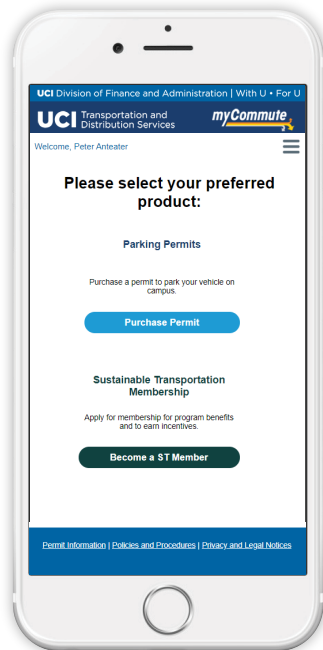 UCI Division of Finance and Administration | With U • For U
UCI Transportation and Distribution Services
myCommute
Welcome, Peter Anteater
Please select your preferred
product:
Parking Permits
Purchase a permit to park your vehicle on
campus.
Purchase Permit
Sustainable Transportation
Membership
Apply for membership for program benefits
and to earn incentives.
Become a ST Member
Permit Information | Policies and Procedures | Privacy and Legal Notices